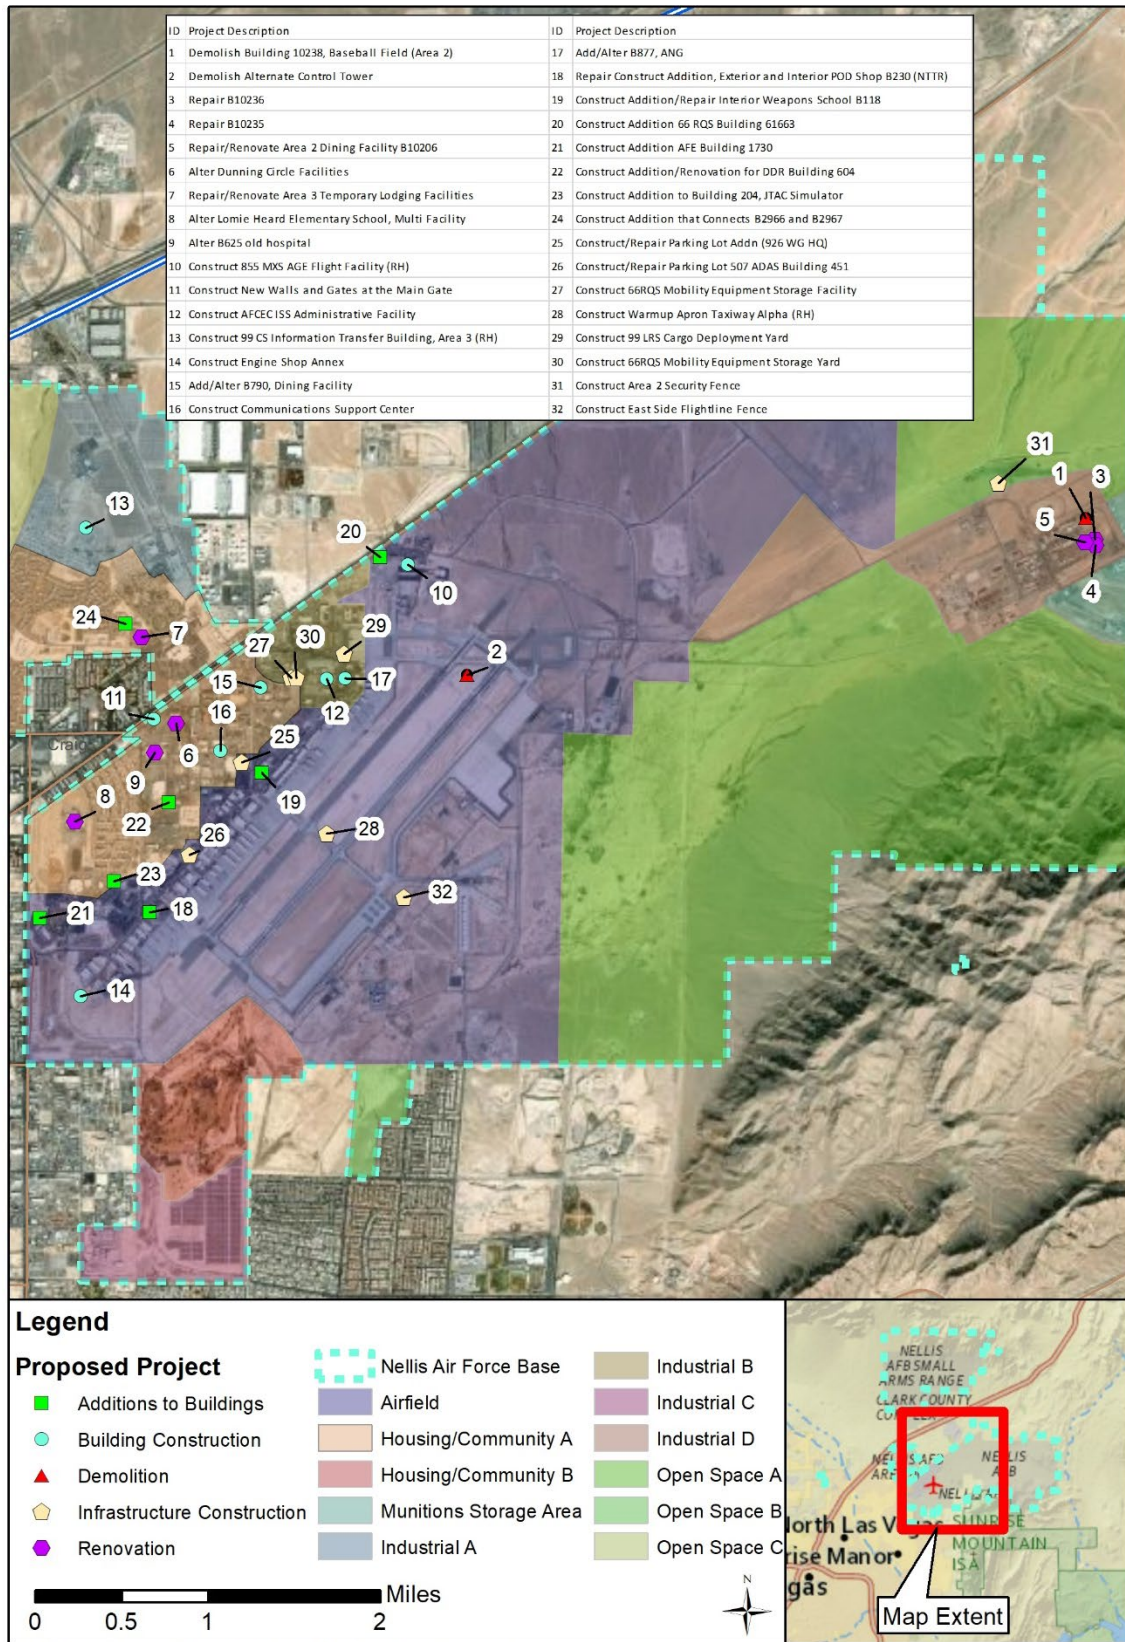 ID Project Description
1 Demolish Building 10238, Baseball Field (Area 2)
2 Demolish Alternate Control Tower
3 Repair B10236
4 Repair B10235
5 Repair/Renovate Area 2 Dining Facility B10206
6 Alter Dunning Circle Facilities
7 Repair/Renovate Area 3 Temporary Lodging Facilities
8 Alter Lomie Heard Elementary School, Multi Facility
9 Alter B625 old hospital
10 Construct 855 MXS AGE Flight Facility (RH)
11 Construct New Walls and Gates at the Main Gate
12 Construct AFCEC ISS Administrative Facility
13 Construct 99 CS Information Transfer Building, Area 3 (RH)
14 Construct Engine Shop Annex
15 Add/Alter B790, Dining Facility
16 Construct Communications Support Center
ID Project Description
17 Add/Alter B877, ANG
18 Repair Construct Addition, Exterior and Interior POD Shop B230 (NTTR)
19 Construct Addition/Repair Interior Weapons School B118
20 Construct Addition 66 RQS Building 61663
21 Construct Addition AFE Building 1730
22 Construct Addition/Renovation for DDR Building 604
23 Construct Addition to Building 204, JTAC Simulator
24 Construct Addition that Connects B2966 and B2967
25 Construct/Repair Parking Lot Addn (926 WG HQ)
26 Construct/Repair Parking Lot 507 ADAS Building 451
27 Construct 66RQS Mobility Equipment Storage Facility
28 Construct Warmup Apron Taxiway Alpha (RH)
29 Construct 99 LRS Cargo Deployment Yard
30 Construct 66RQS Mobility Equipment Storage Yard
31 Construct Area 2 Security Fence
32 Construct East Side Flightline Fence
31
1
3
13
5
20
10
4
24
7
27
30
29
2
15
17
12
11
16
Craig
6
25
9
19
8
22
28
26
23
32
21
18
14
Legend
Proposed Project
Additions to Buildings
Building Construction
Demolition
Infrastructure Construction
Renovation
Nellis Air Force Base
Airfield
Housing/Community A
Housing/Community B
Munitions Storage Area
Industrial A
Industrial B
Industrial C
Industrial D
Open Space A
Open Space B
Open Space C
0 0.5 1 2 Miles
N
NELLIS
AFB SMALL
ARMS RANGE
CLARK COUNTY
NELLIS AFB
NELLIS
AFB
North Las Vegas
SUNRISE
MOUNTAIN
ISA
rise Manor
gas
Map Extent